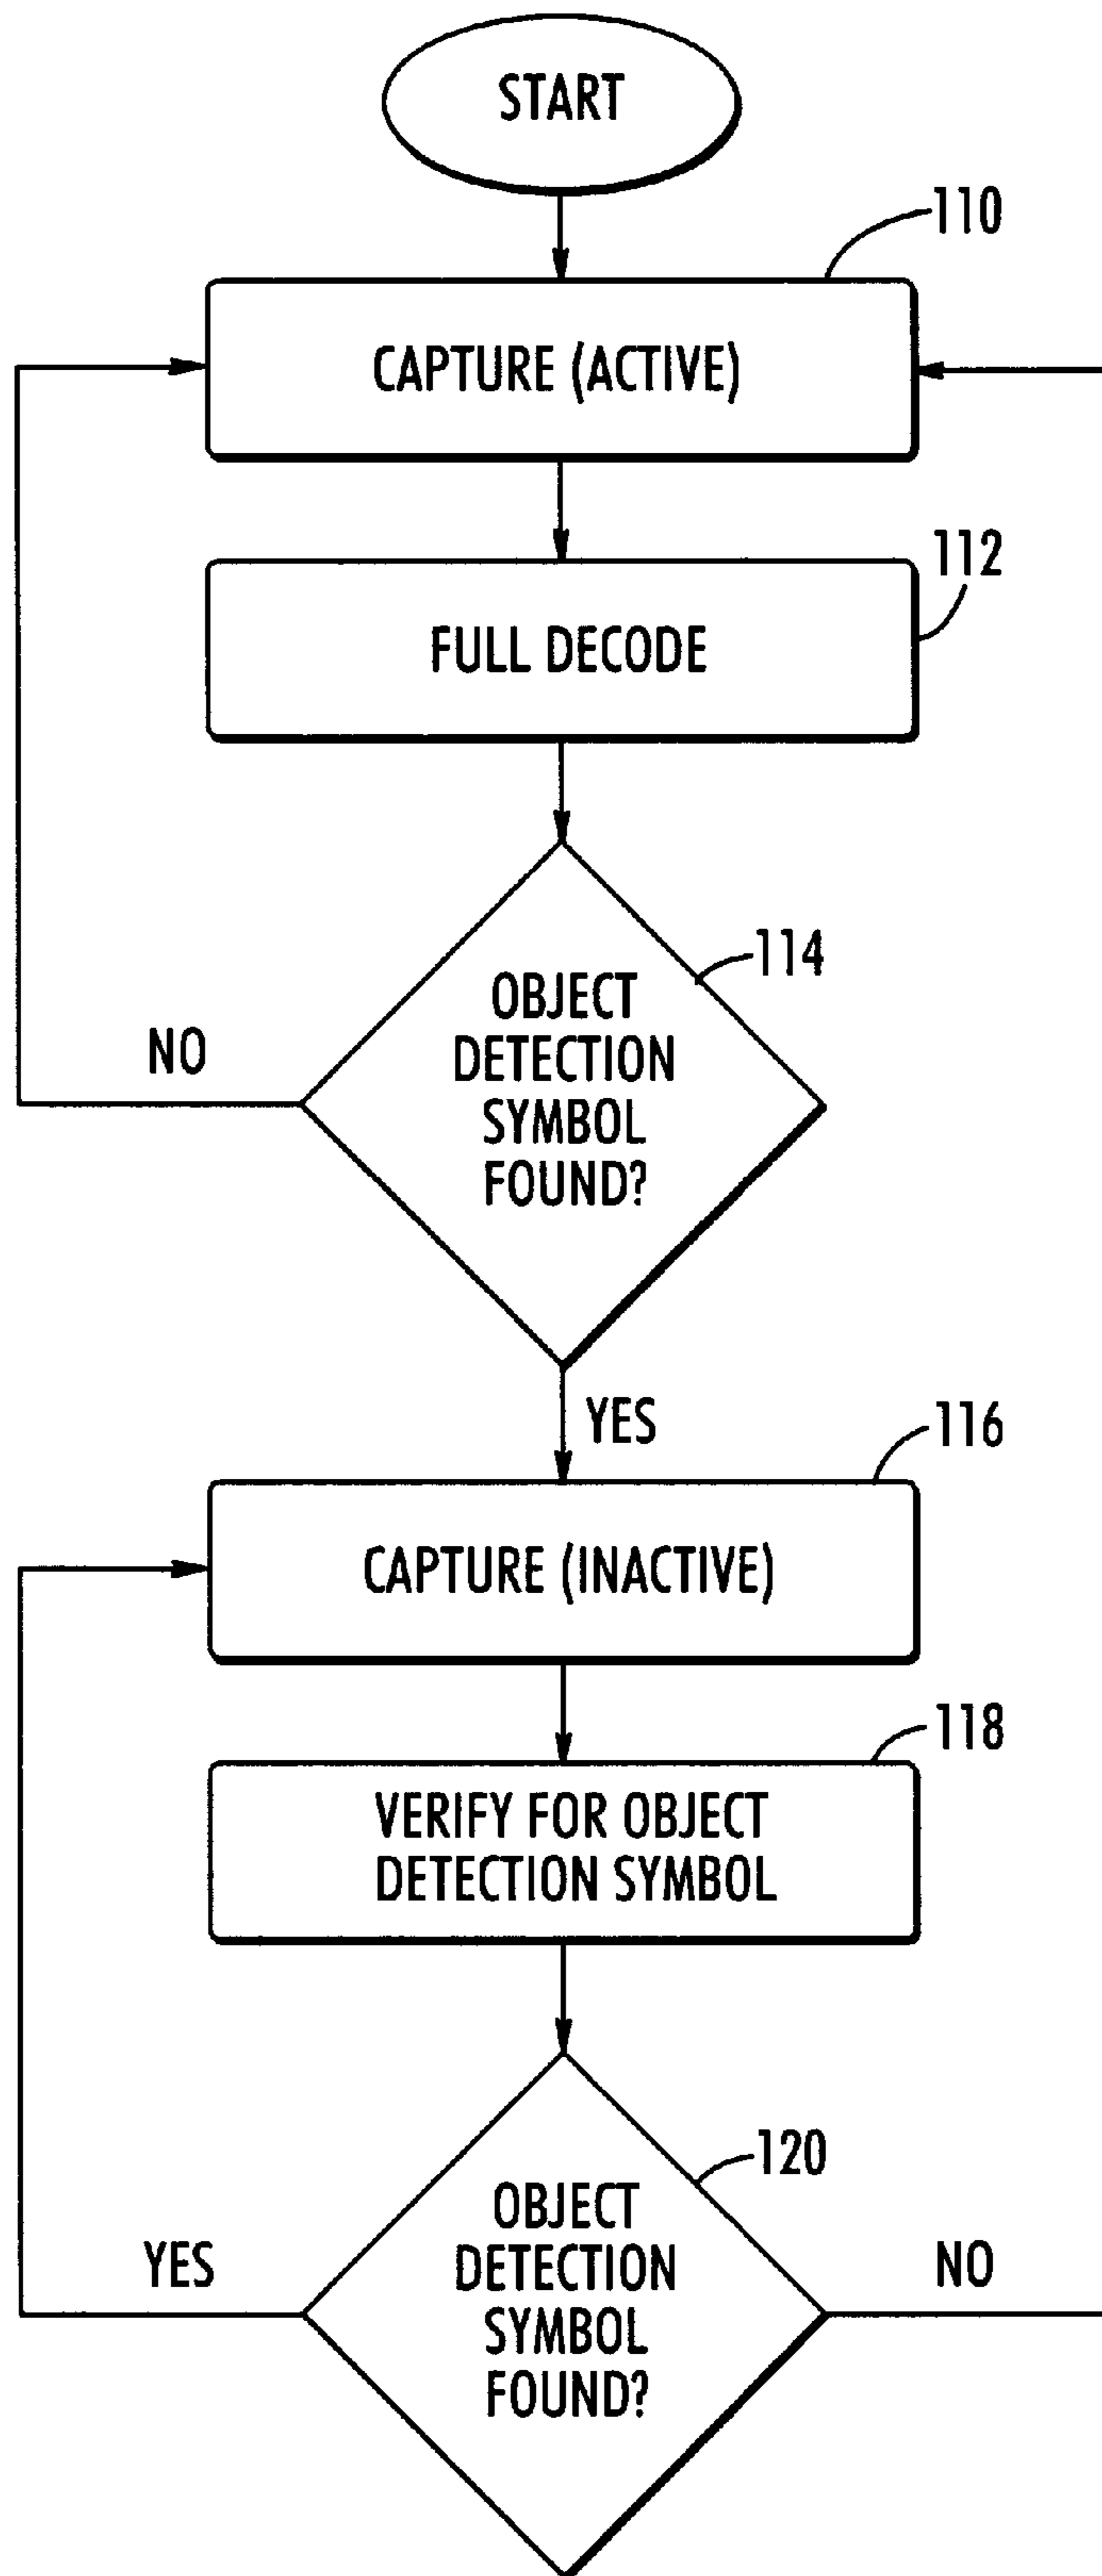 START
110
CAPTURE (ACTIVE)
112
FULL DECODE
114
OBJECT
DETECTION
SYMBOL
FOUND?
NO
YES
116
CAPTURE (INACTIVE)
118
VERIFY FOR OBJECT
DETECTION SYMBOL
120
OBJECT
DETECTION
SYMBOL
FOUND?
YES
NO